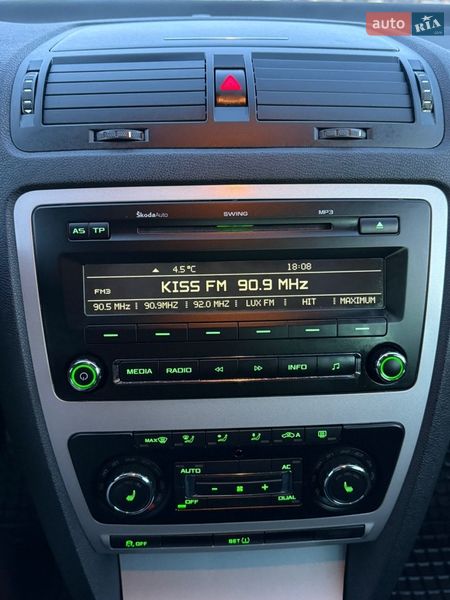 auto RIA
.com
ŠkodaAuto SWING MP3
AS TP
4.5°C 18:08
KISS FM 90.9 MHz
FM3
90.5 MHz 90.9MHZ 92.0 MHZ LUX FM HIT MAXIMUM
MEDIA RADIO INFO
MAX A
AUTO AC
OFF DUAL
OFF SET